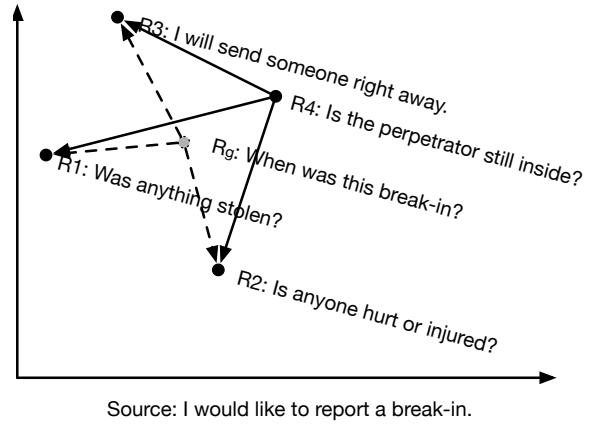 R3: I will send someone right away.
R4: Is the perpetrator still inside?
Rg: When was this break-in?
R1: Was anything stolen?
R2: Is anyone hurt or injured?
Source: I would like to report a break-in.